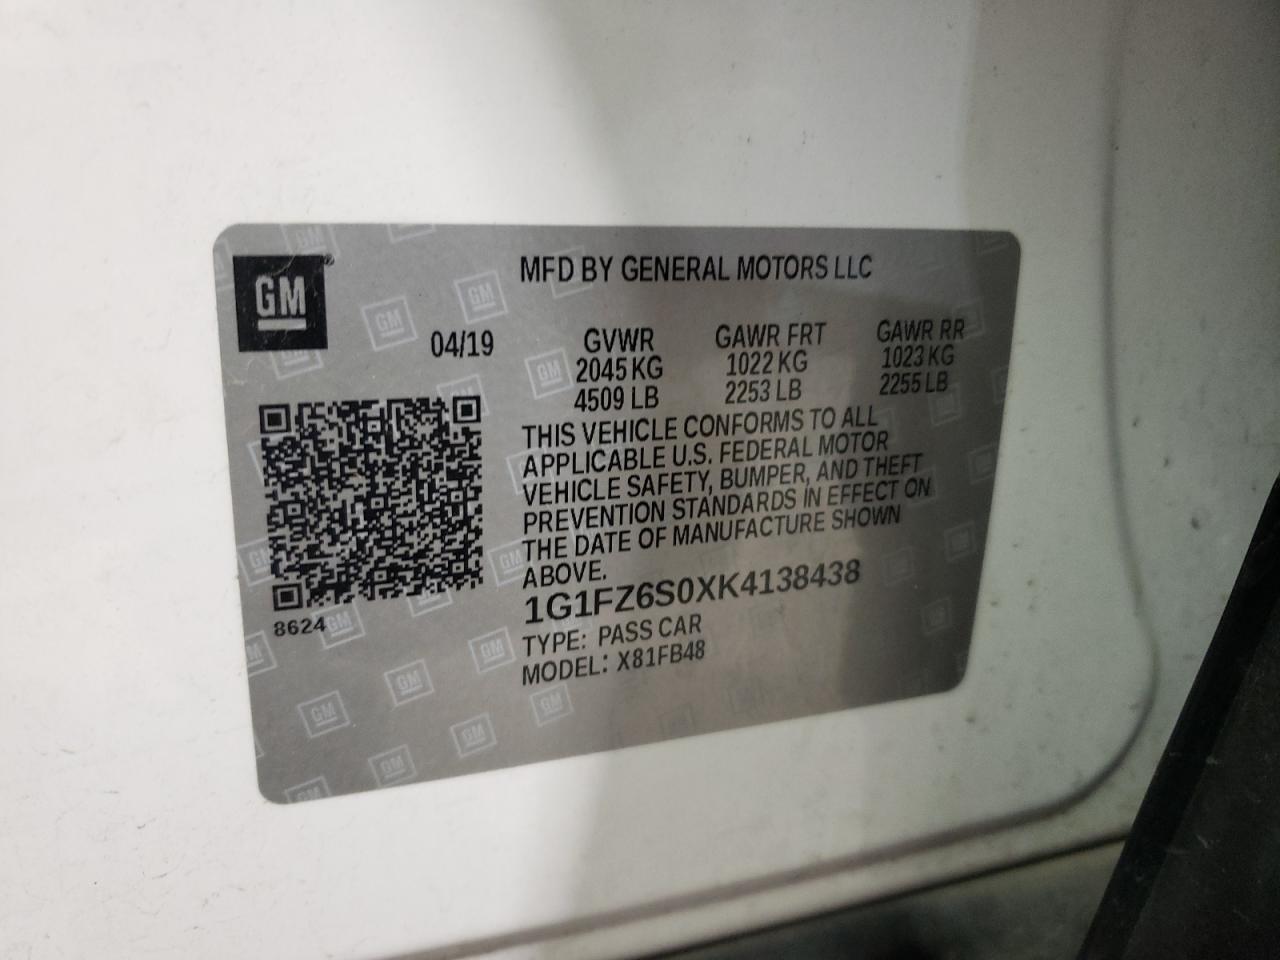 GM
MFD BY GENERAL MOTORS LLC
04/19
GVWR GAWR FRT GAWR RR
2045 KG 1022 KG 1023 KG
4509 LB 2253 LB 2255 LB
THIS VEHICLE CONFORMS TO ALL
APPLICABLE U.S. FEDERAL MOTOR
VEHICLE SAFETY, BUMPER, AND THEFT
PREVENTION STANDARDS IN EFFECT ON
THE DATE OF MANUFACTURE SHOWN
ABOVE.
1G1FZ6S0XK4138438
8624
TYPE: PASS CAR
MODEL: X81FB48